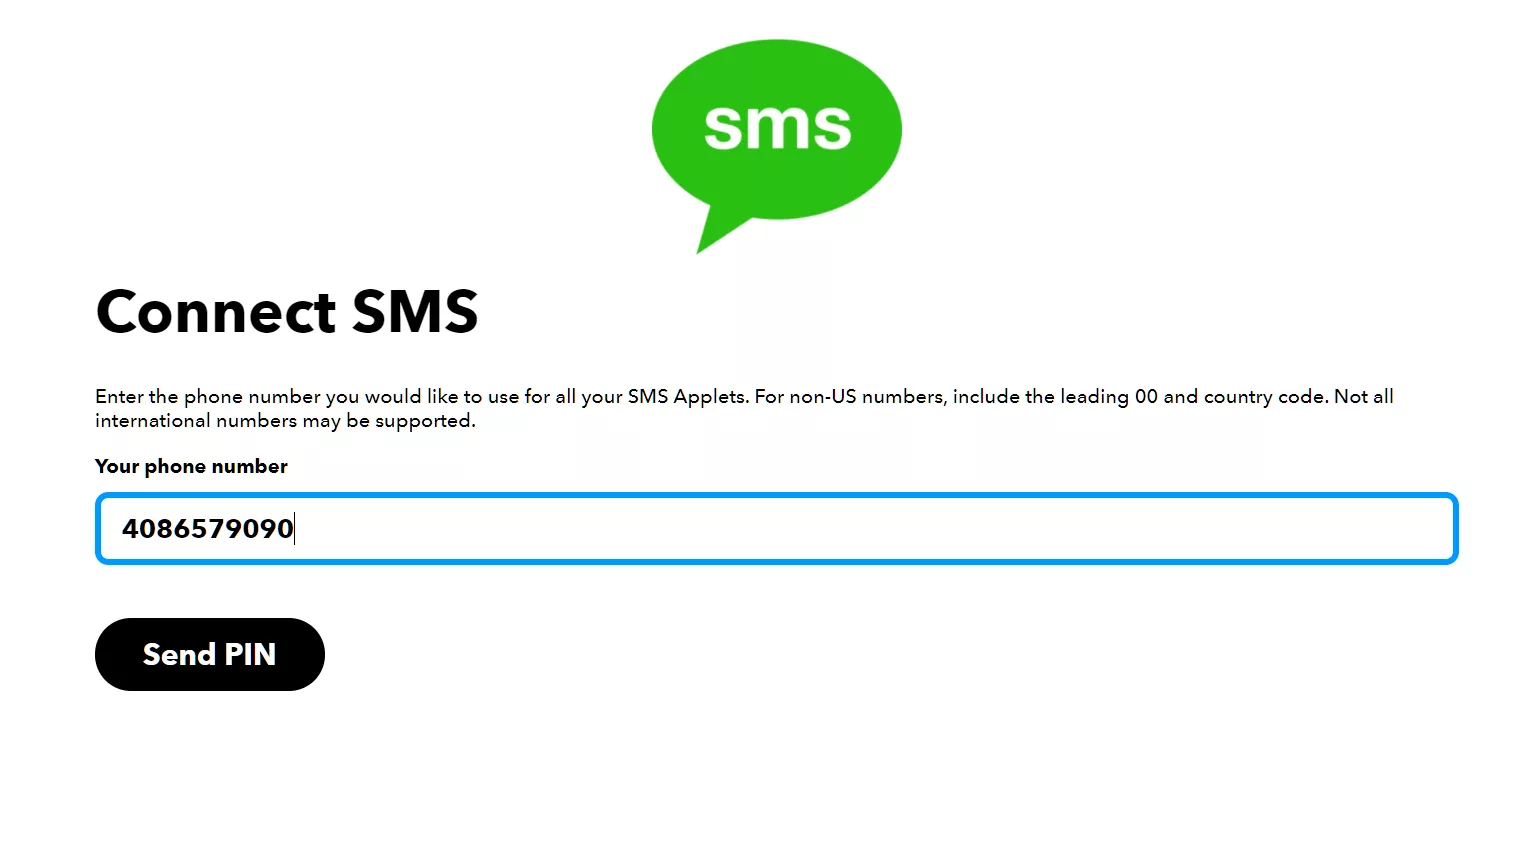 sms
Connect SMS
Enter the phone number you would like to use for all your SMS Applets. For non-US numbers, include the leading 00 and country code. Not all
international numbers may be supported.
Your phone number
4086579090
Send PIN